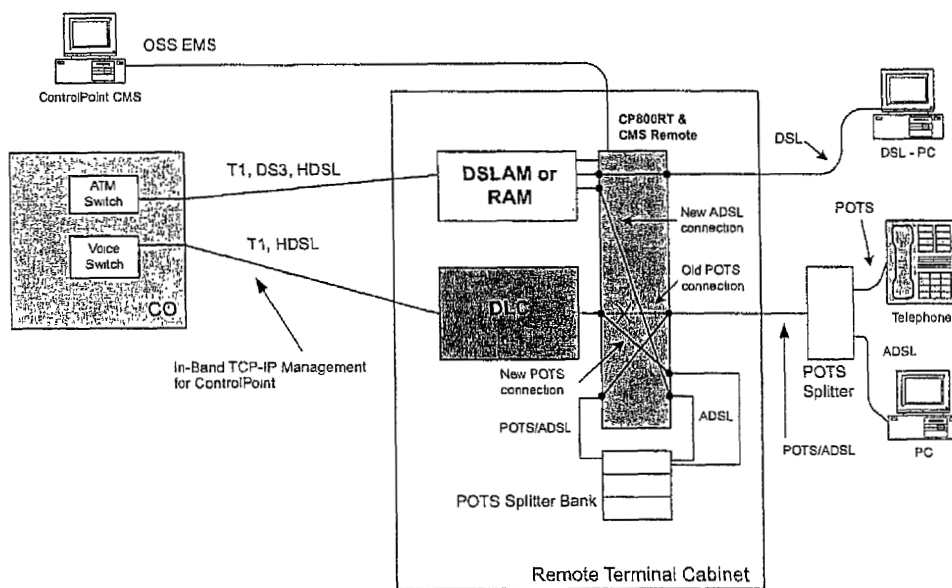 OSS EMS
ControlPoint CMS
CP800RT &
CMS Remote
DSL
DSL - PC
T1, DS3, HDSL
ATM
Switch
DSLAM or
RAM
New ADSL
connection
POTS
Voice
Switch
T1, HDSL
CO
Old POTS
connection
DLC
Telephone
In-Band TCP-IP Management
for ControlPoint
New POTS
connection
POTS
Splitter
ADSL
POTS/ADSL
ADSL
POTS/ADSL
PC
POTS Splitter Bank
Remote Terminal Cabinet